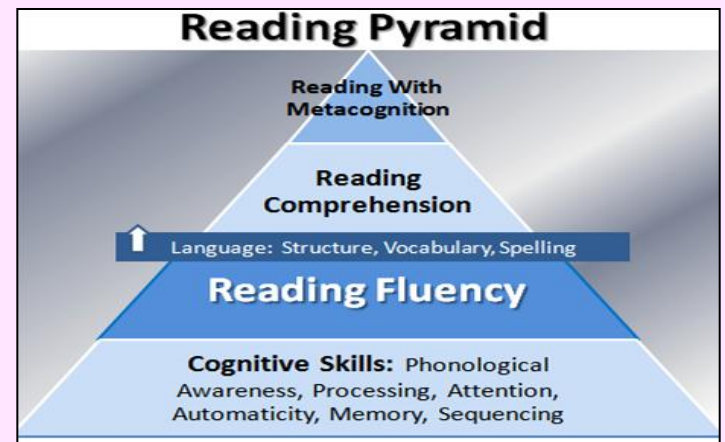 Reading Pyramid
Reading With
Metacognition
Reading
Comprehension
Language: Structure, Vocabulary, Spelling
Reading Fluency
Cognitive Skills: Phonological
Awareness, Processing, Attention,
Automaticity, Memory, Sequencing